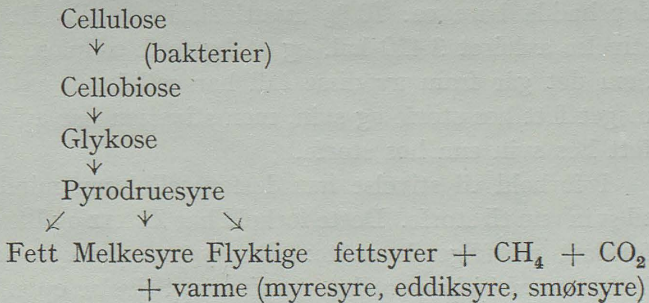 Cellulose
↓ (bakterier)
Cellobiose
↓
Glykose
↓
Pyrodruesyre
↙ ↓ ↘
Fett Melkesyre Flyktige fettsyrer + CH₄ + CO₂
+ varme (myresyre, eddiksyre, smørsyre)